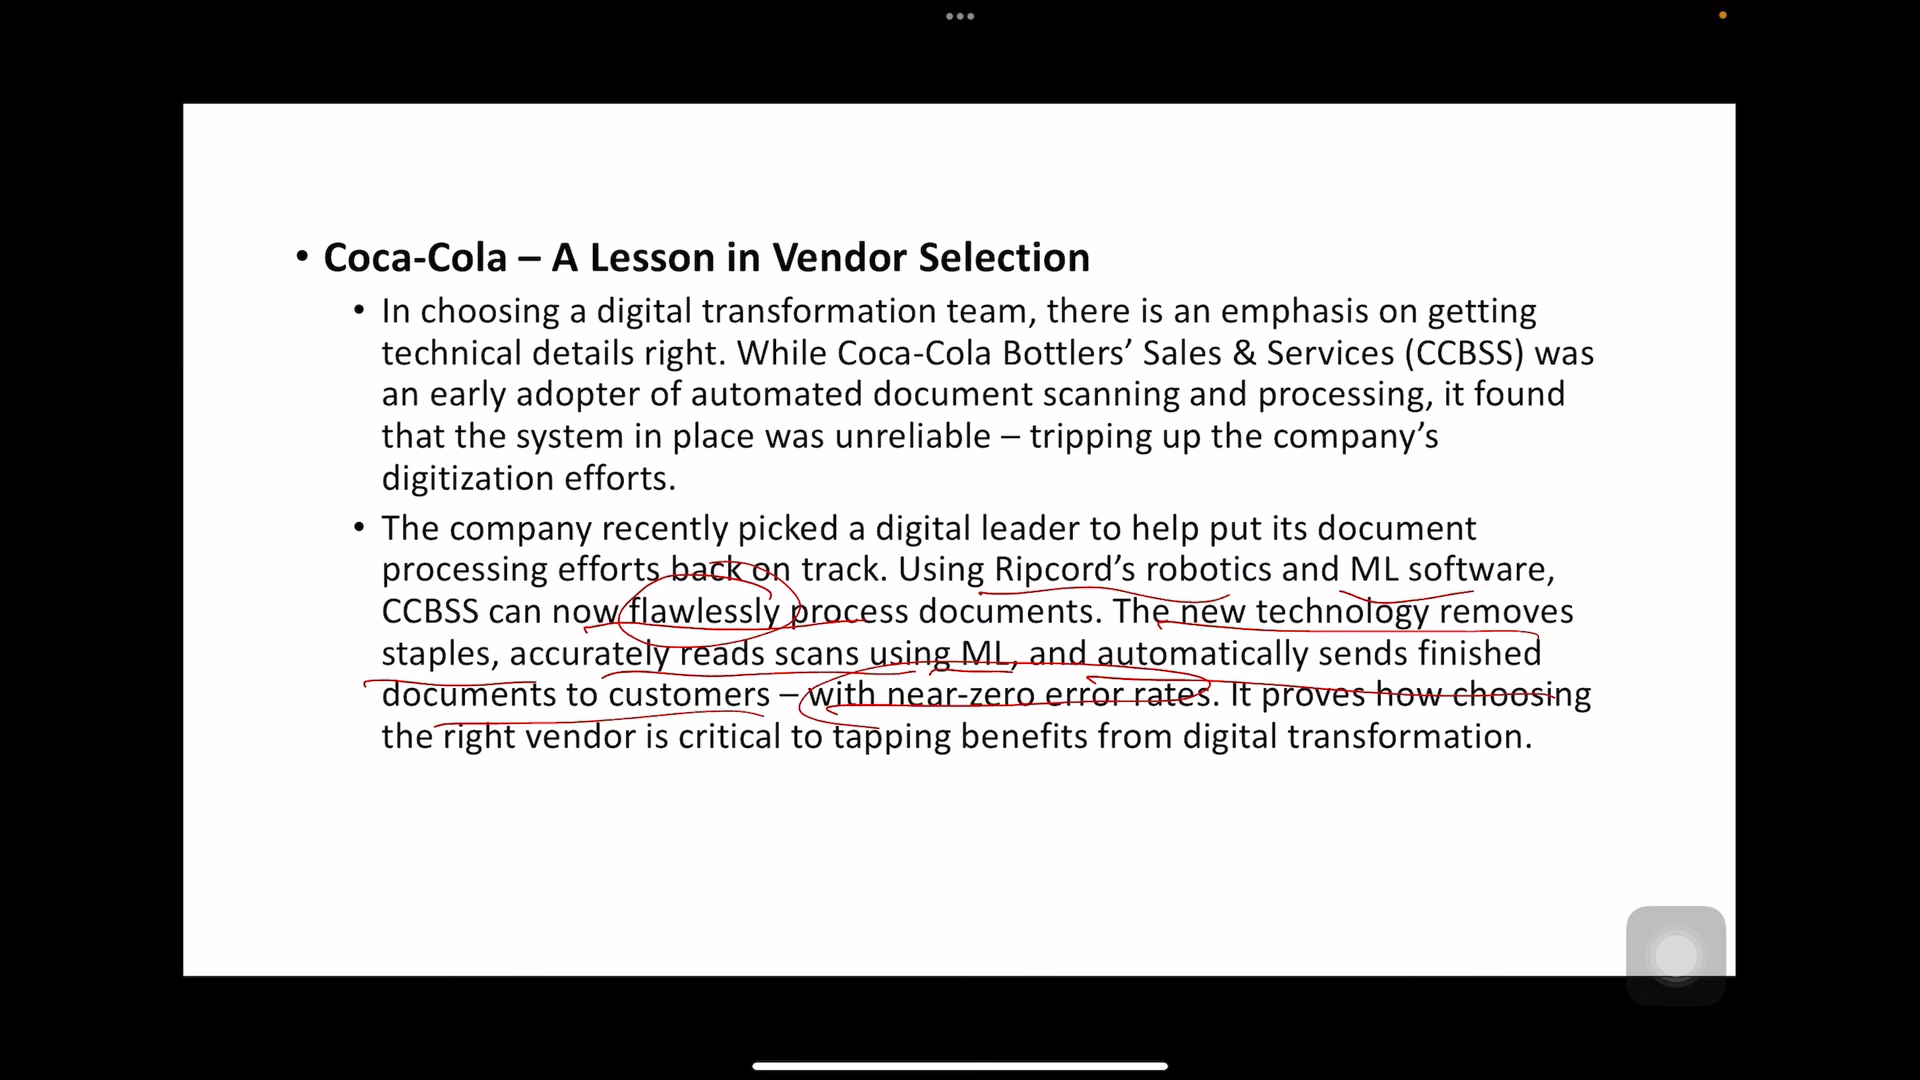 • Coca-Cola – A Lesson in Vendor Selection
• In choosing a digital transformation team, there is an emphasis on getting
technical details right. While Coca-Cola Bottlers’ Sales & Services (CCBSS) was
an early adopter of automated document scanning and processing, it found
that the system in place was unreliable – tripping up the company’s
digitization efforts.
• The company recently picked a digital leader to help put its document
processing efforts back on track. Using Ripcord’s robotics and ML software,
CCBSS can now flawlessly process documents. The new technology removes
staples, accurately reads scans using ML, and automatically sends finished
documents to customers – with near-zero error rates. It proves how choosing
the right vendor is critical to tapping benefits from digital transformation.